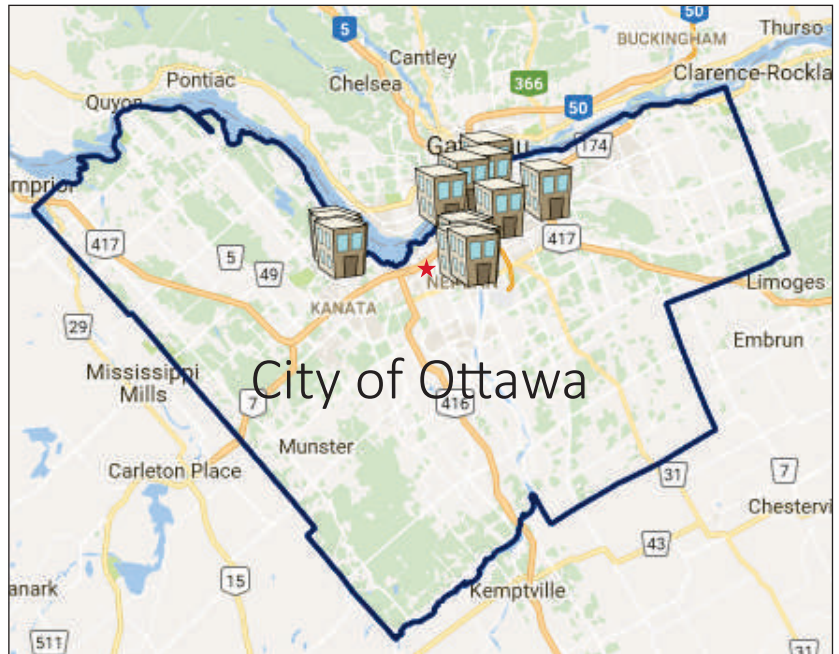 50
5
Thurso
BUCKINGHAM
Cantley
Pontiac
Chelsea
366
Clarence-Rockla
Quyon
50
174
mprior
417
417
5
49
Limoges
KANATA
29
Embrun
Mississippi
Mills
City of Ottawa
7
416
Munster
Carleton Place
31
7
Chestervi
43
15
anark
Kemptville
511
31